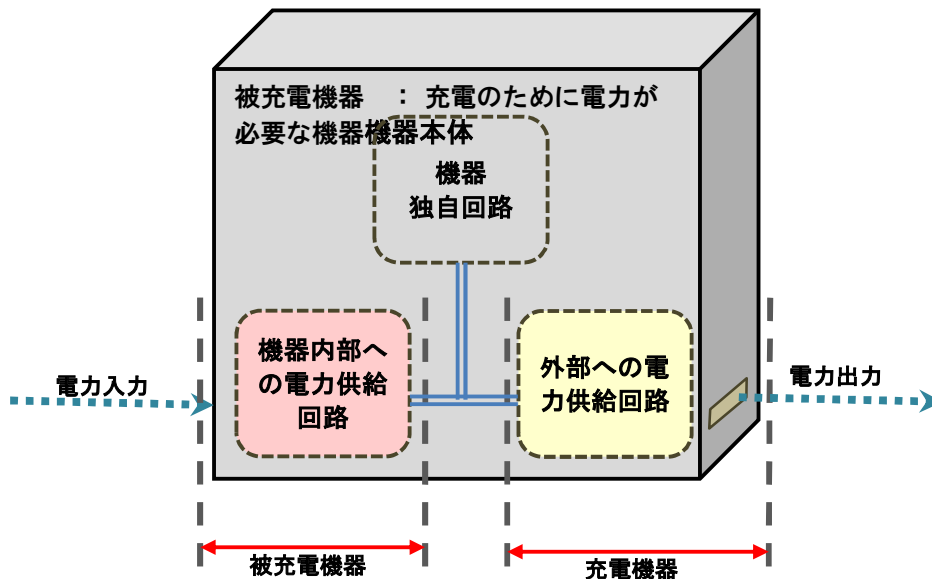 被充電機器 : 充電のために電力が
必要な機器機器本体
機器
独自回路
機器内部へ
の電力供給
回路
外部への電
力供給回路
電力入力
電力出力
被充電機器
充電機器